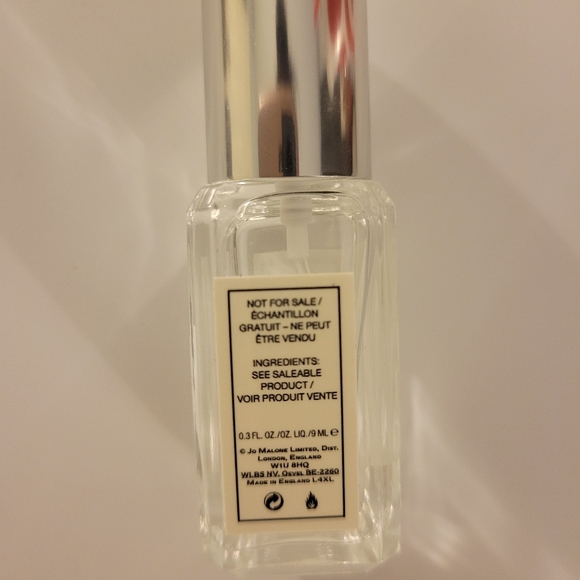 NOT FOR SALE /
ÉCHANTILLON
GRATUIT – NE PEUT
ÊTRE VENDU
INGREDIENTS:
SEE SALEABLE
PRODUCT /
VOIR PRODUIT VENTE
0.3 FL. OZ./OZ. LIQ./9 ML ℮
© JO MALONE LIMITED, DIST.
LONDON, ENGLAND
W1U 8HQ
WLBS NV. OEVEL BE-2260
MADE IN ENGLAND L4XL